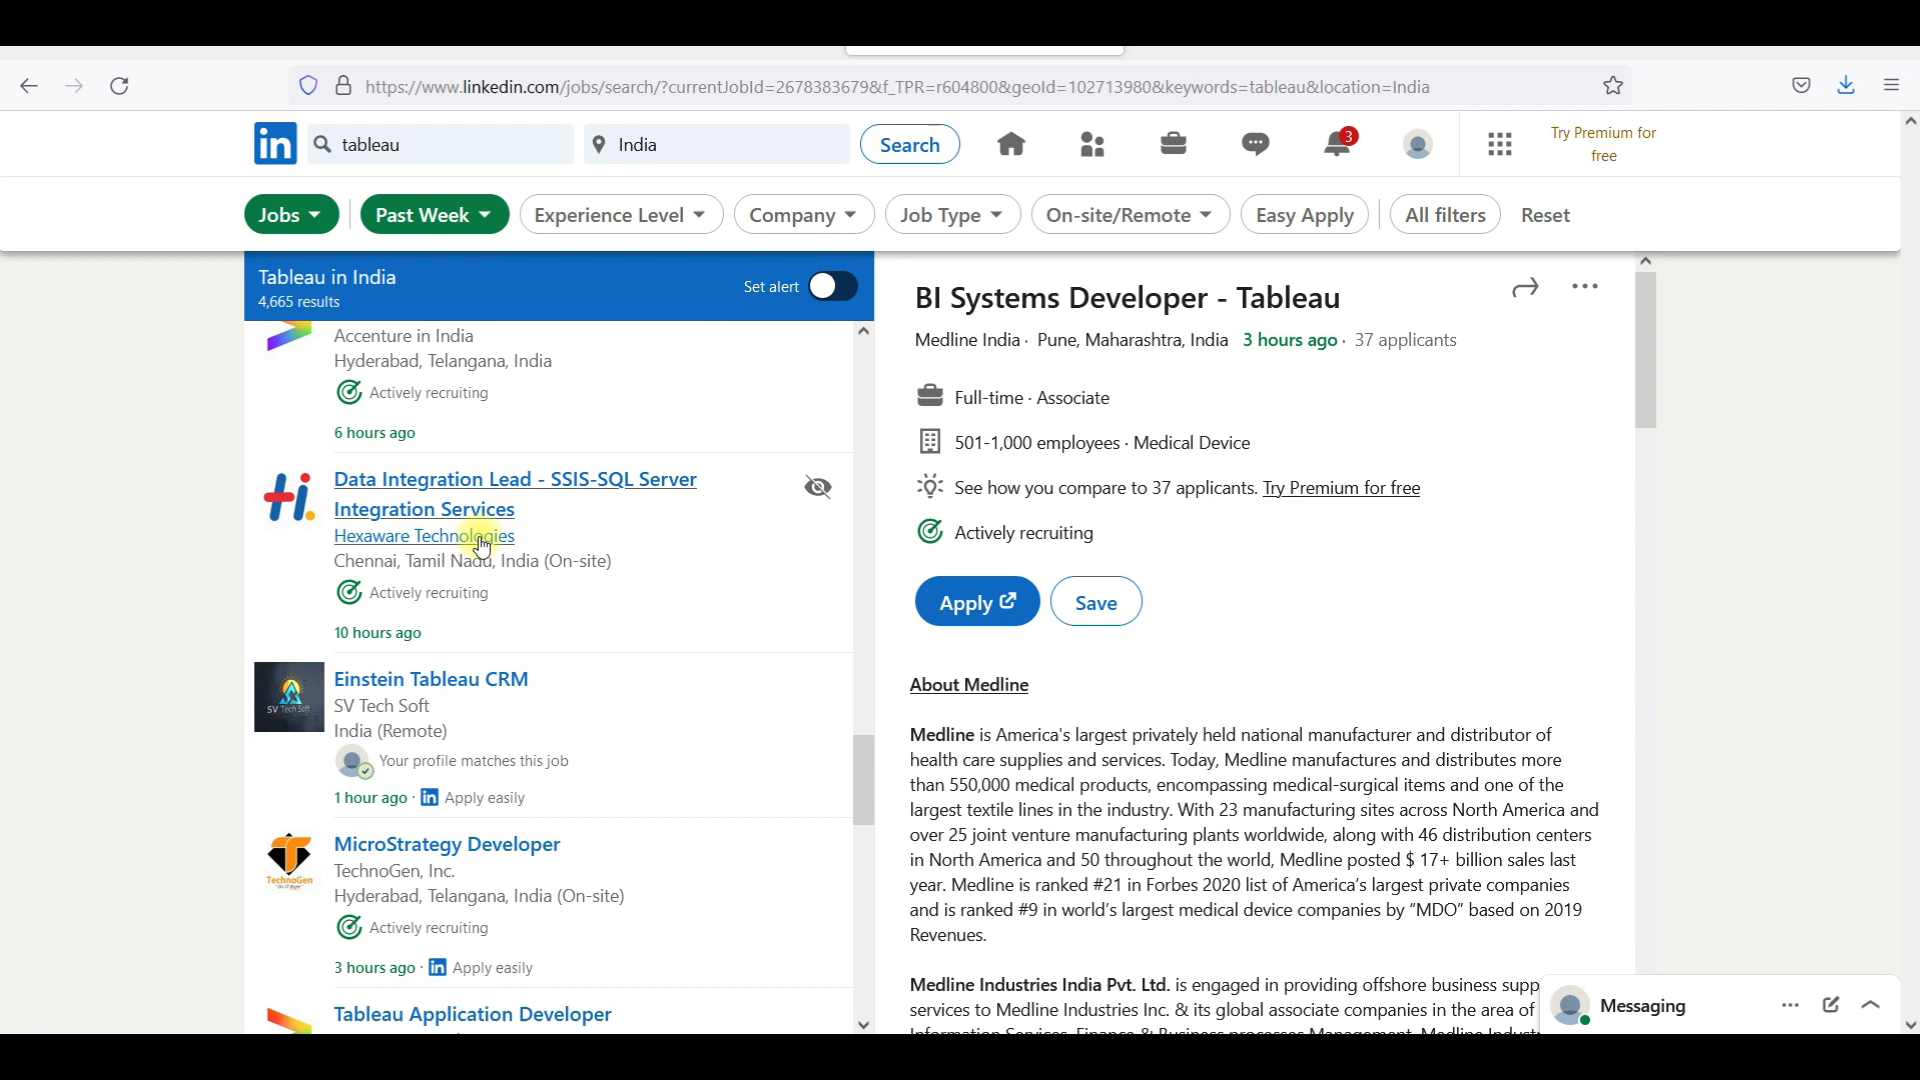 https://www.linkedin.com/jobs/search/?currentJobId=2678383679&f_TPR=r604800&geoId=102713980&keywords=tableau&location=India
in
tableau
India
Search
3
Try Premium for
free
Jobs
Past Week
Experience Level
Company
Job Type
On-site/Remote
Easy Apply
All filters
Reset
Tableau in India
4,665 results
Set alert
Accenture in India
Hyderabad, Telangana, India
Actively recruiting
6 hours ago
Data Integration Lead - SSIS-SQL Server
Integration Services
Hexaware Technologies
Chennai, Tamil Nadu, India (On-site)
Actively recruiting
10 hours ago
SV Tech Soft
Einstein Tableau CRM
SV Tech Soft
India (Remote)
Your profile matches this job
1 hour ago · in Apply easily
TechnoGen
MicroStrategy Developer
TechnoGen, Inc.
Hyderabad, Telangana, India (On-site)
Actively recruiting
3 hours ago · in Apply easily
Tableau Application Developer
BI Systems Developer - Tableau
Medline India · Pune, Maharashtra, India 3 hours ago · 37 applicants
Full-time · Associate
501-1,000 employees · Medical Device
See how you compare to 37 applicants. Try Premium for free
Actively recruiting
Apply
Save
About Medline
Medline is America's largest privately held national manufacturer and distributor of
health care supplies and services. Today, Medline manufactures and distributes more
than 550,000 medical products, encompassing medical-surgical items and one of the
largest textile lines in the industry. With 23 manufacturing sites across North America and
over 25 joint venture manufacturing plants worldwide, along with 46 distribution centers
in North America and 50 throughout the world, Medline posted $ 17+ billion sales last
year. Medline is ranked #21 in Forbes 2020 list of America's largest private companies
and is ranked #9 in world's largest medical device companies by “MDO” based on 2019
Revenues.
Medline Industries India Pvt. Ltd. is engaged in providing offshore business supp
services to Medline Industries Inc. & its global associate companies in the area of
Information Services, Finance & Business processes Management. Medline Indust
Messaging